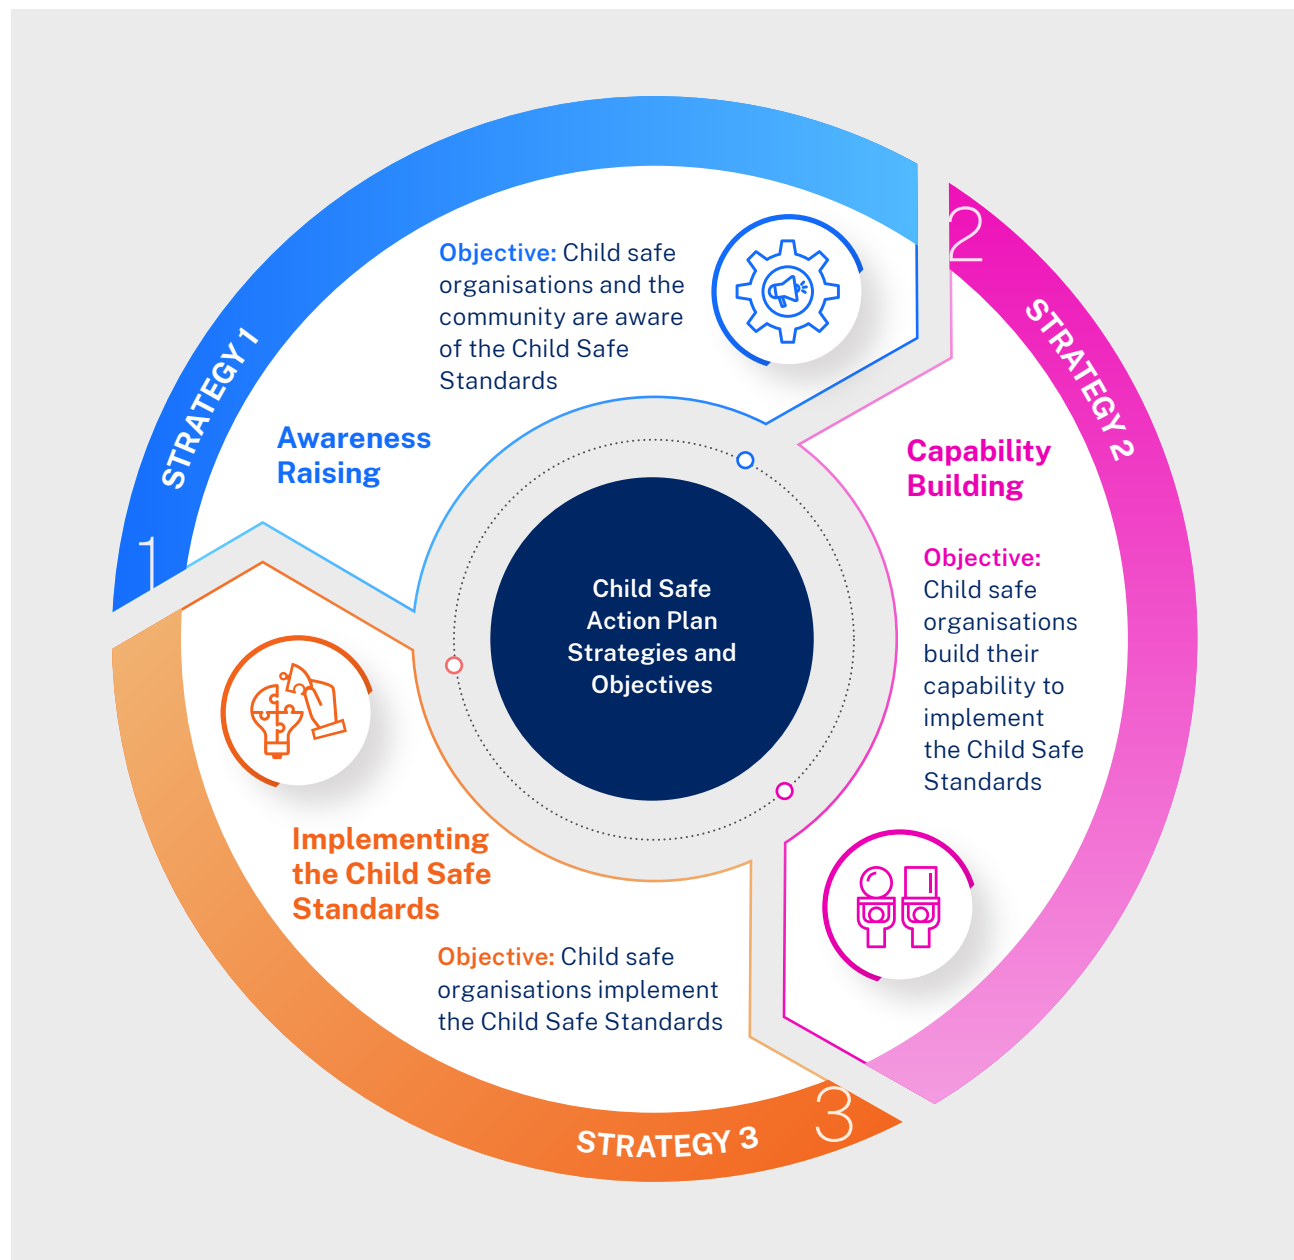 STRATEGY 1
1
Awareness
Raising
Objective: Child safe
organisations and the
community are aware
of the Child Safe
Standards
2
STRATEGY 2
Capability
Building
Objective:
Child safe
organisations
build their
capability to
implement
the Child Safe
Standards
3
STRATEGY 3
Implementing
the Child Safe
Standards
Objective: Child safe
organisations implement
the Child Safe Standards
Child Safe
Action Plan
Strategies and
Objectives